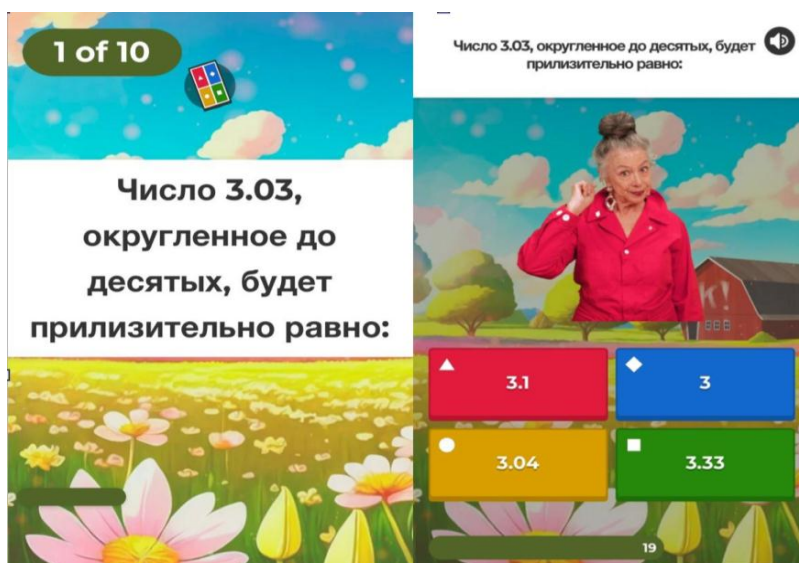 1 of 10
Число 3.03,
округленное до
десятых, будет
прилизительно равно:
Число 3.03, округленное до десятых, будет
прилизительно равно:
K!
3.1
3
3.04
3.33
19